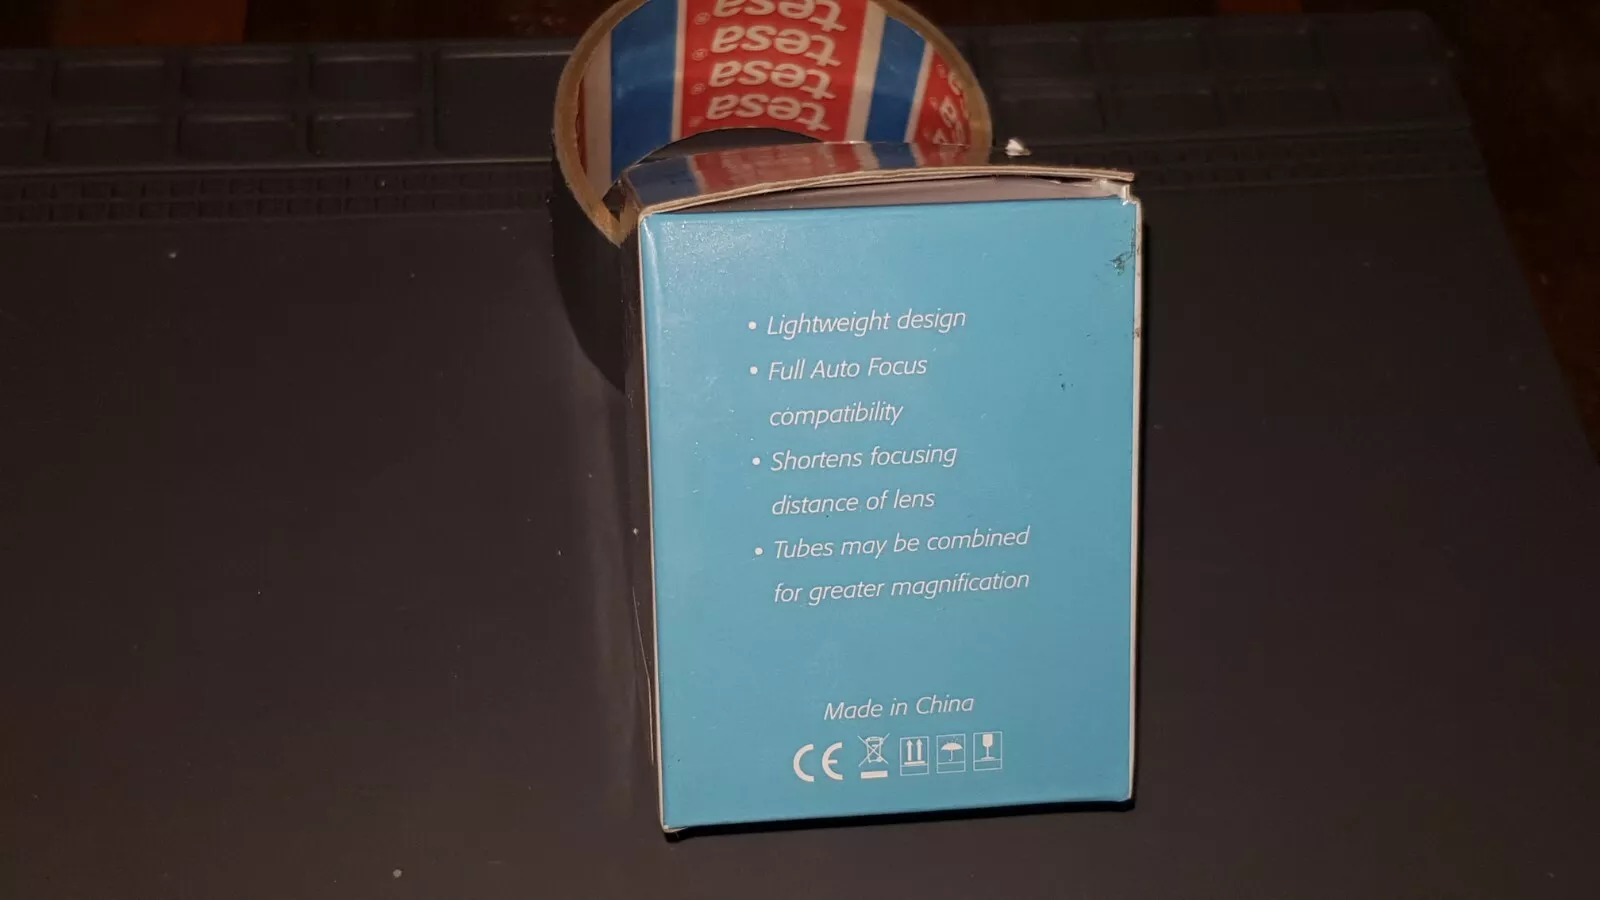 tesa
tesa
tesa
tesa
• Lightweight design
• Full Auto Focus
compatibility
• Shortens focusing
distance of lens
• Tubes may be combined
for greater magnification
Made in China
CE